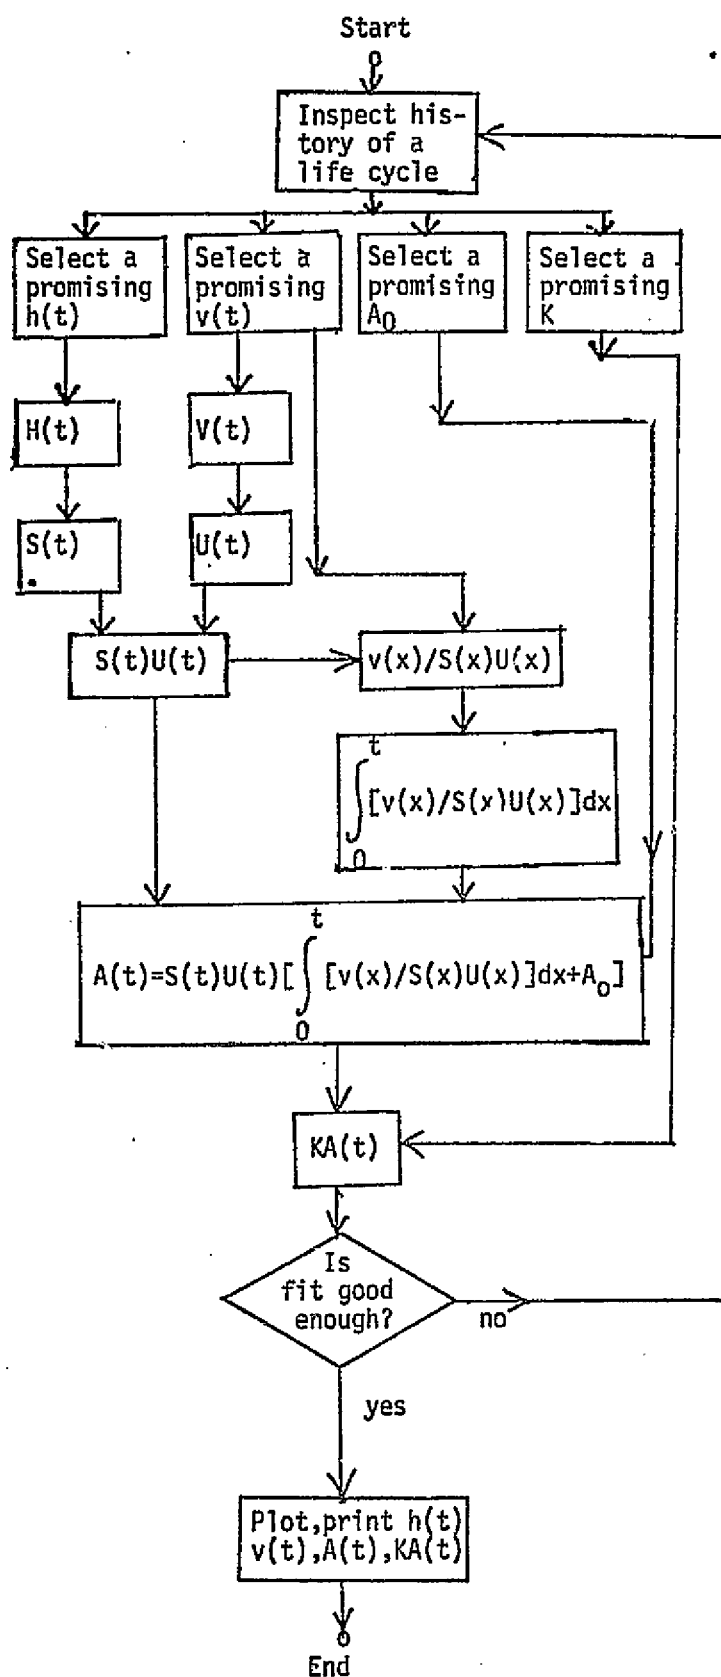 Start
Inspect his-
tory of a
life cycle
Select a
promising
h(t)
Select a
promising
v(t)
Select a
promising
A0
Select a
promising
K
H(t)
V(t)
S(t)
U(t)
S(t)U(t)
v(x)/S(x)U(x)
t
∫[v(x)/S(x)U(x)]dx
0
t
A(t)=S(t)U(t)[∫[v(x)/S(x)U(x)]dx+Ao]
0
KA(t)
Is
fit good
enough?
no
yes
Plot,print h(t)
v(t),A(t),KA(t)
End